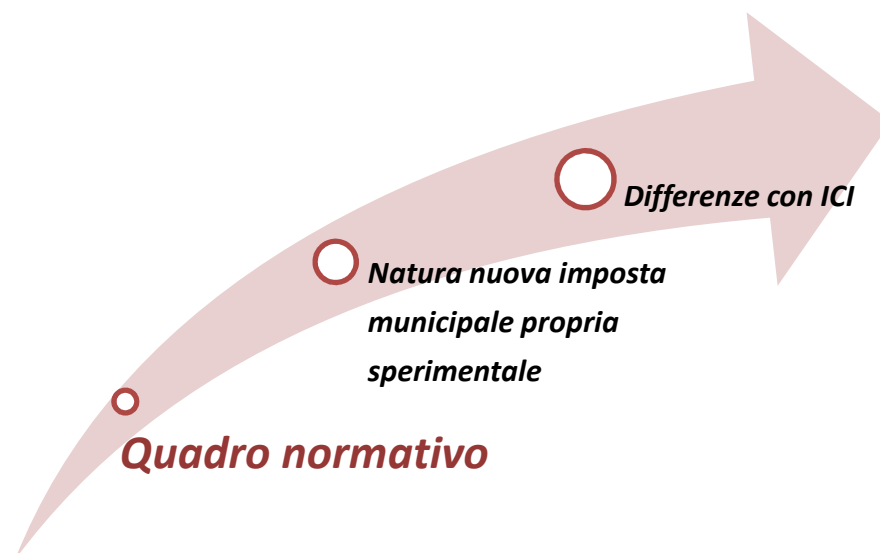 Differenze con ICI
Natura nuova imposta
municipale propria
sperimentale
Quadro normativo